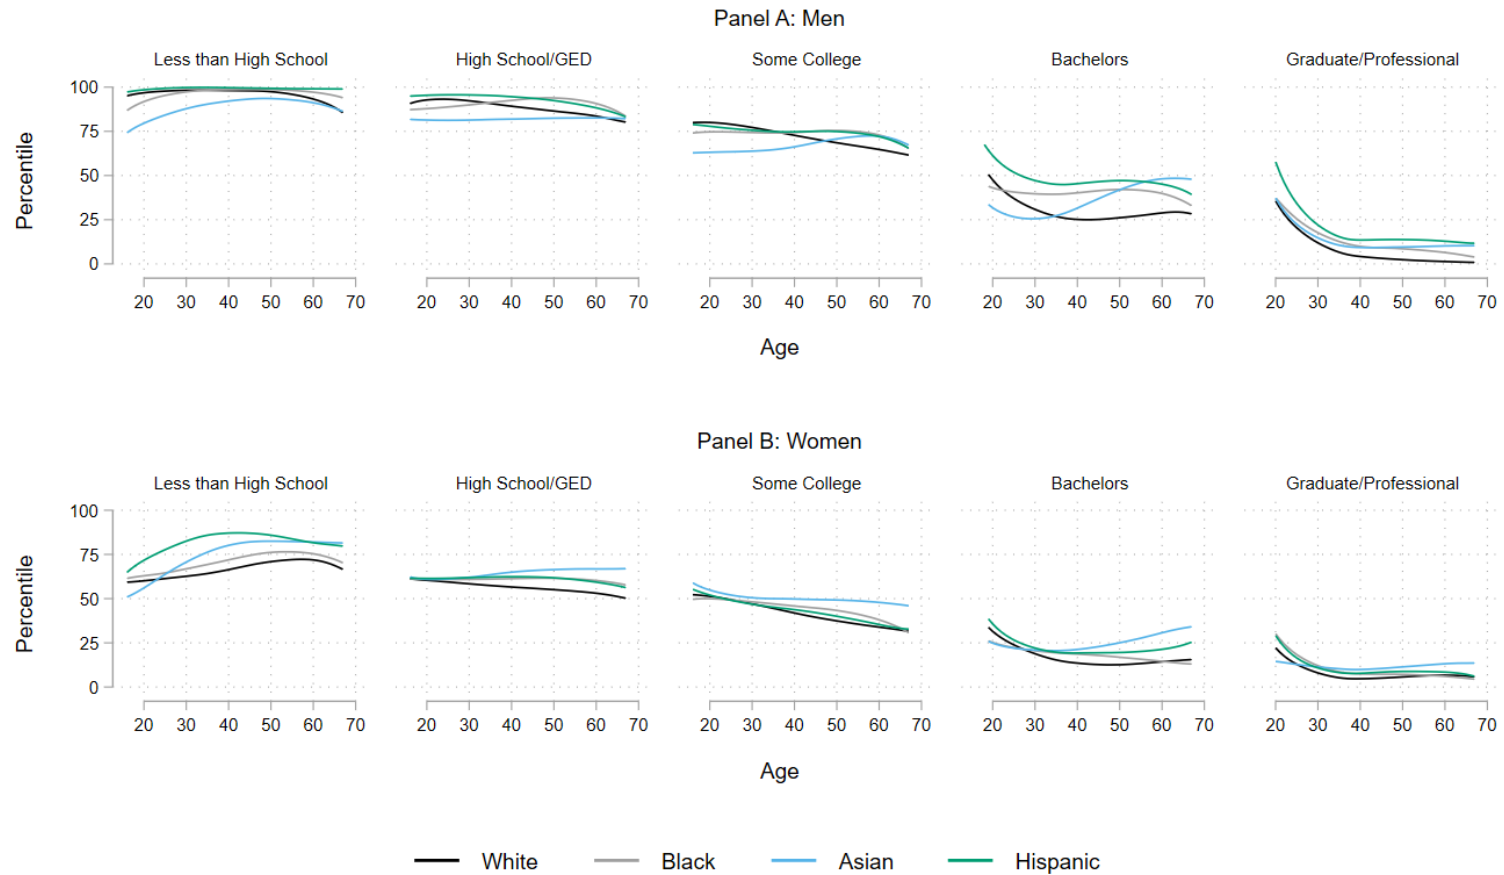 Panel A: Men
Less than High School High School/GED Some College Bachelors Graduate/Professional
100
75
50
25
0
Percentile
20 30 40 50 60 70 20 30 40 50 60 70 20 30 40 50 60 70 20 30 40 50 60 70 20 30 40 50 60 70
Age
Panel B: Women
Less than High School High School/GED Some College Bachelors Graduate/Professional
100
75
50
25
0
Percentile
20 30 40 50 60 70 20 30 40 50 60 70 20 30 40 50 60 70 20 30 40 50 60 70 20 30 40 50 60 70
Age
White Black Asian Hispanic